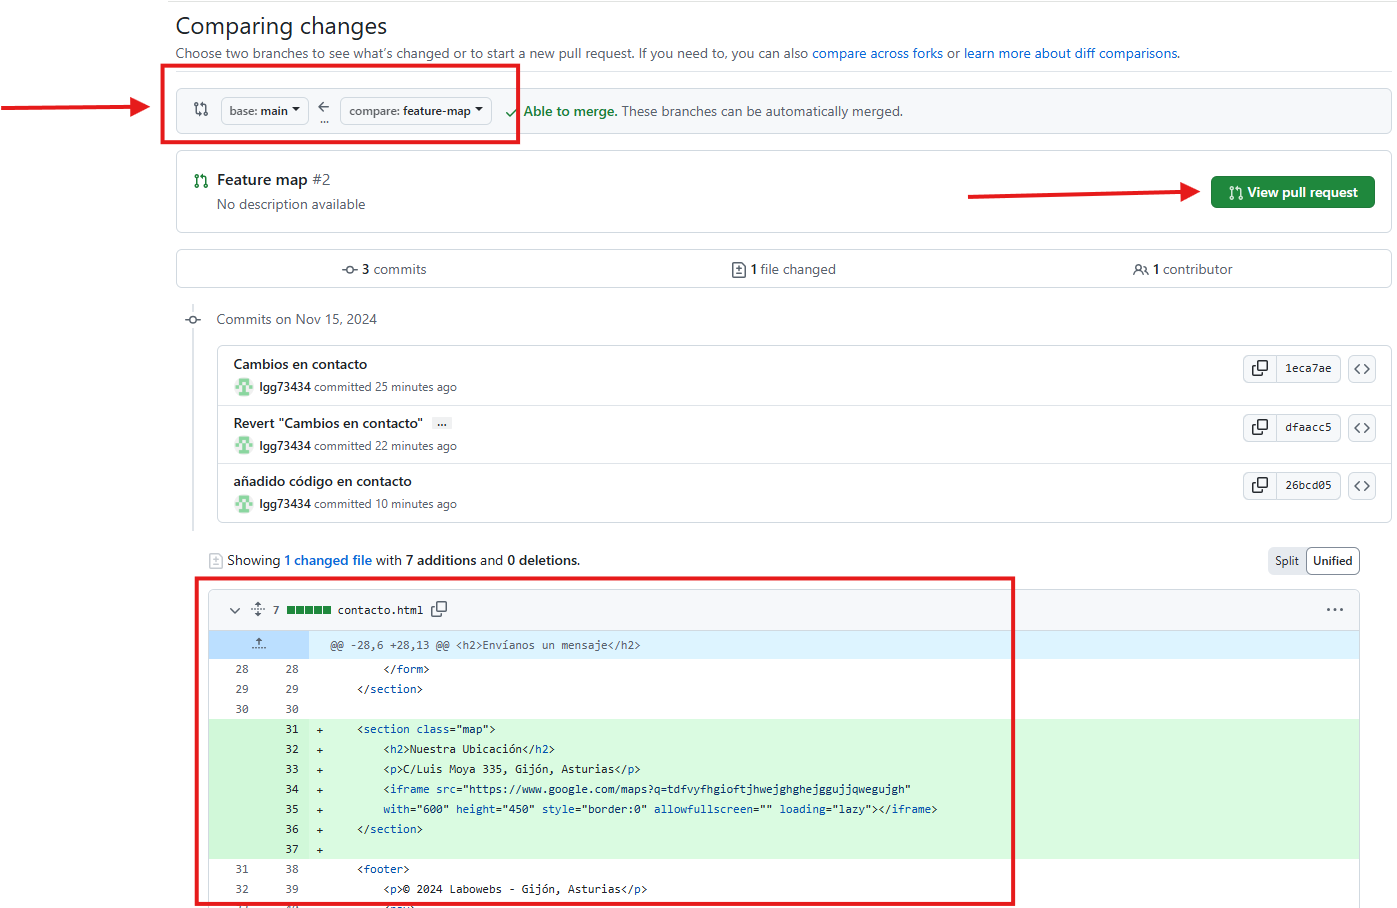 Comparing changes
Choose two branches to see what's changed or to start a new pull request. If you need to, you can also compare across forks or learn more about diff comparisons.
base: main compare: feature-map ... Able to merge. These branches can be automatically merged.
Feature map #2
No description available
View pull request
3 commits 1 file changed 1 contributor
Commits on Nov 15, 2024
Cambios en contacto
lgg73434 committed 25 minutes ago
1eca7ae
Revert "Cambios en contacto" ...
lgg73434 committed 22 minutes ago
dfaacc5
añadido código en contacto
lgg73434 committed 10 minutes ago
26bcd05
Showing 1 changed file with 7 additions and 0 deletions.
Split Unified
7 contacto.html
@@ -28,6 +28,13 @@ <h2>Envíanos un mensaje</h2>
28 28 </form>
29 29 </section>
30 30
31 + <section class="map">
32 + <h2>Nuestra Ubicación</h2>
33 + <p>C/Luis Moya 335, Gijón, Asturias</p>
34 + <iframe src="https://www.google.com/maps?q=tdfvyfhgioftjhwejghghejggujjqwegujgh"
35 + with="600" height="450" style="border:0" allowfullscreen="" loading="lazy"></iframe>
36 + </section>
37 +
31 38 <footer>
32 39 <p>© 2024 Labowebs - Gijón, Asturias</p>